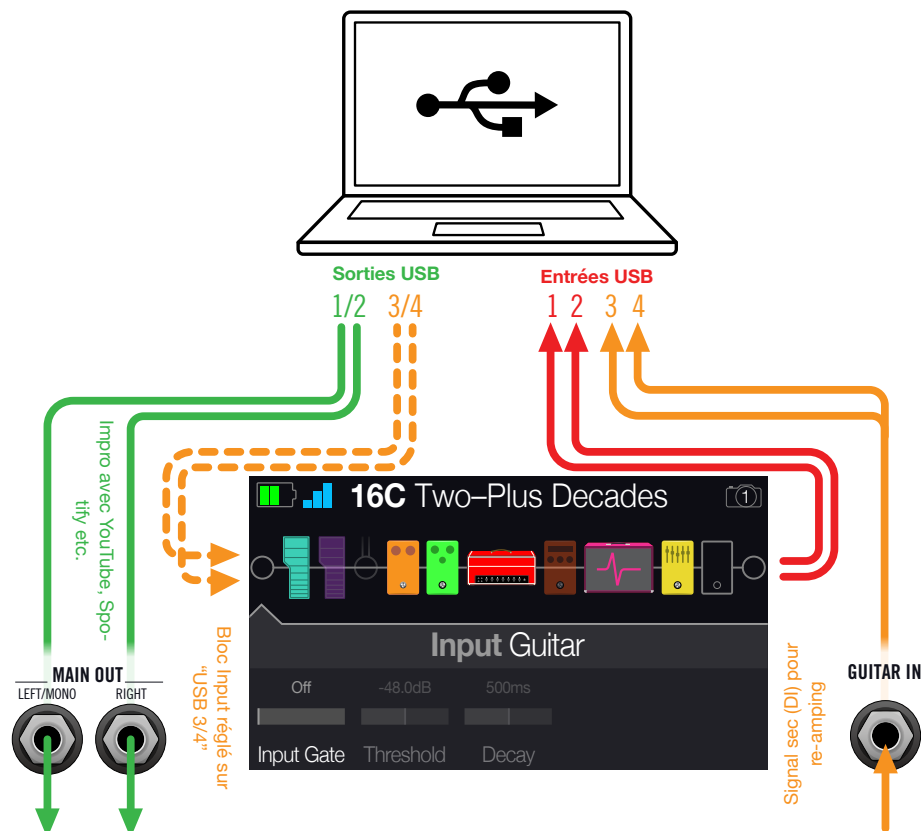 Sorties USB
Entrées USB
1/2 3/4
1 2 3 4
Impro avec YouTube, Spo-
tify etc.
16C Two–Plus Decades
1
Input Guitar
Bloc Input réglé sur
“USB 3/4”
Off
-48.0dB
500ms
Input Gate
Threshold
Decay
Signal sec (DI) pour
re-amping
MAIN OUT
LEFT/MONO
RIGHT
GUITAR IN